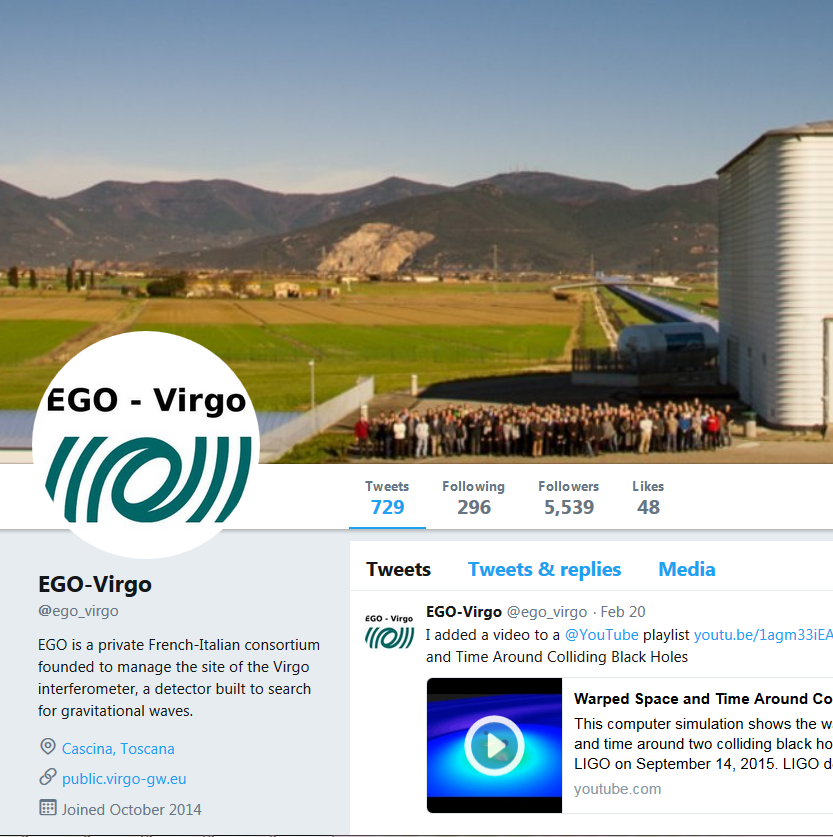 EGO - Virgo
Tweets Following Followers Likes
729 296 5,539 48
EGO-Virgo
@ego_virgo
EGO is a private French-Italian consortium
founded to manage the site of the Virgo
interferometer, a detector built to search
for gravitational waves.
Cascina, Toscana
public.virgo-gw.eu
Joined October 2014
Tweets Tweets & replies Media
EGO - Virgo
EGO-Virgo @ego_virgo · Feb 20
I added a video to a @YouTube playlist youtu.be/1agm33iEA
and Time Around Colliding Black Holes
Warped Space and Time Around Co
This computer simulation shows the w
and time around two colliding black ho
LIGO on September 14, 2015. LIGO d
youtube.com